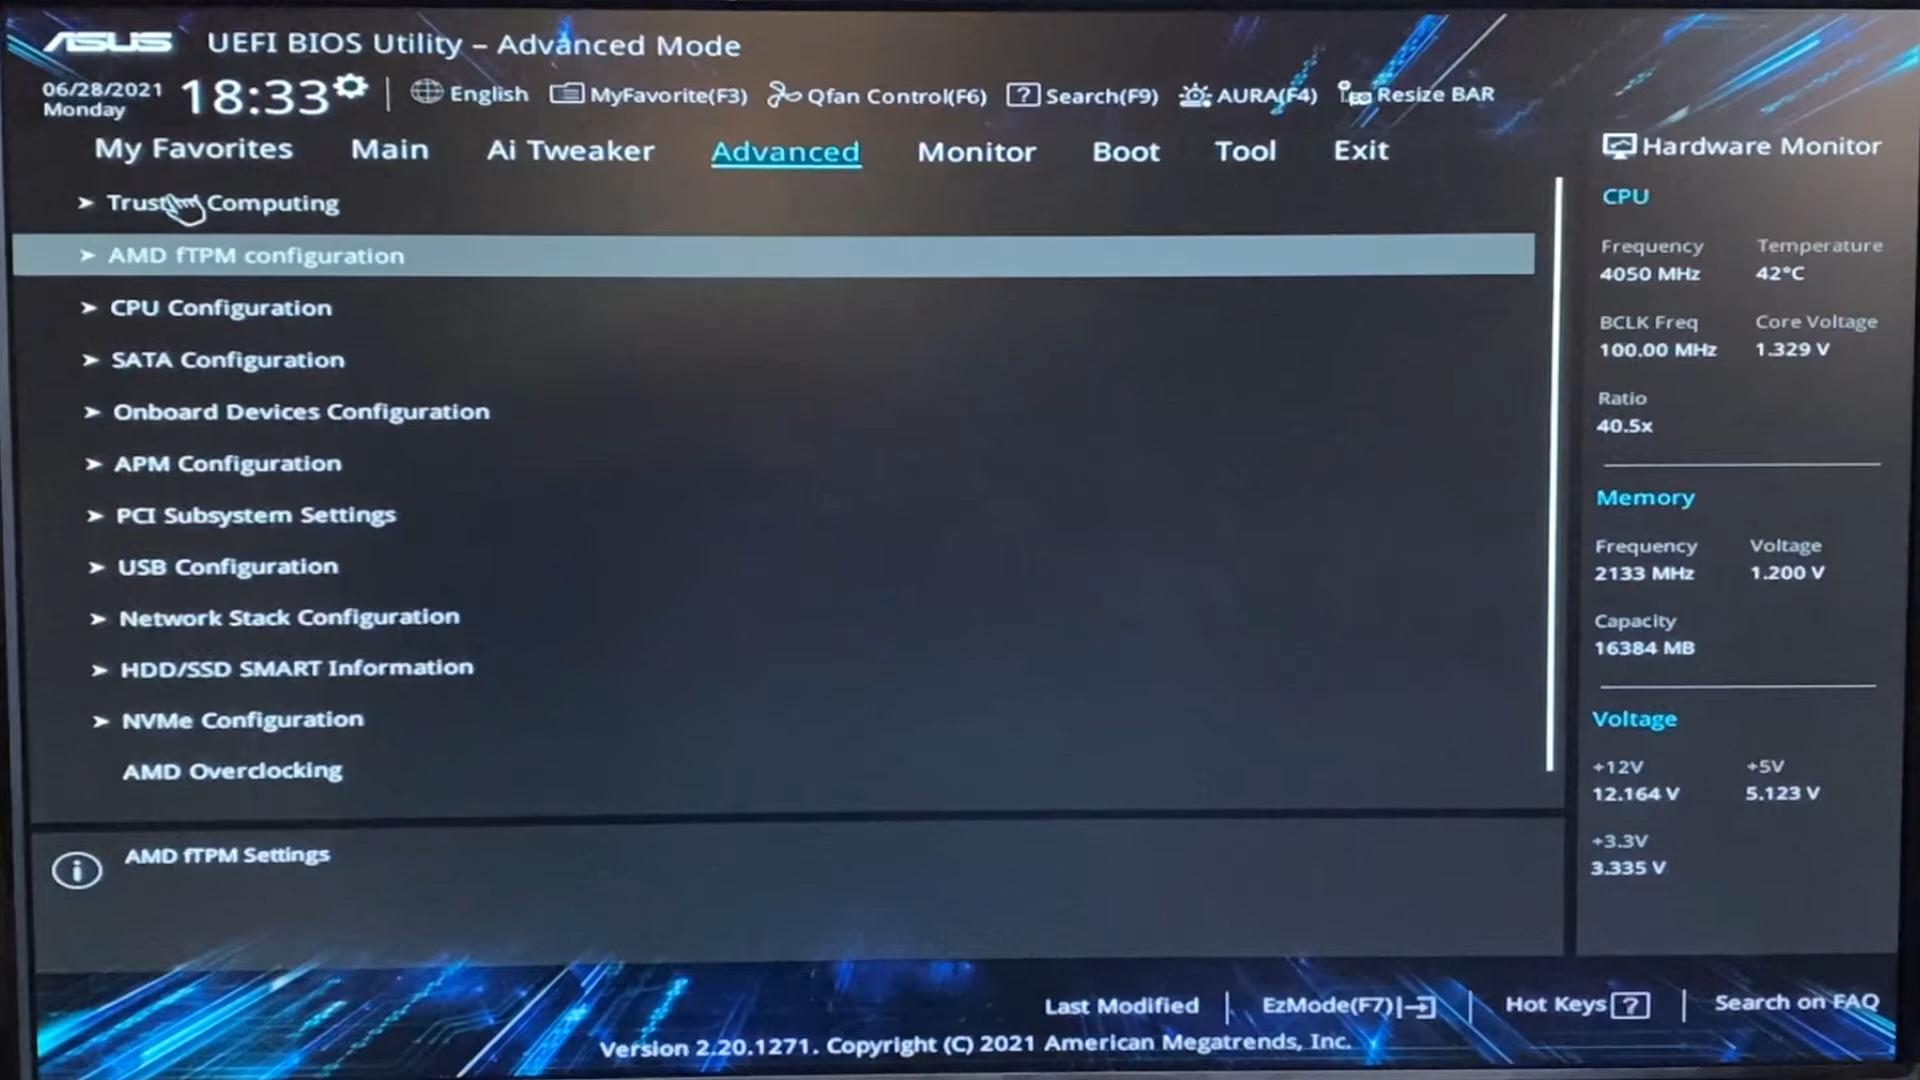 ASUS UEFI BIOS Utility – Advanced Mode
06/28/2021
Monday
18:33
English
MyFavorite(F3)
Qfan Control(F6)
? Search(F9)
AURA(F4)
Resize BAR
My Favorites Main Ai Tweaker Advanced Monitor Boot Tool Exit
Hardware Monitor
Computing
AMD fTPM configuration
CPU Configuration
SATA Configuration
Onboard Devices Configuration
APM Configuration
PCI Subsystem Settings
USB Configuration
Network Stack Configuration
HDD/SSD SMART Information
NVMe Configuration
AMD Overclocking
i AMD fTPM Settings
CPU
Frequency Temperature
4050 MHz 42°C
BCLK Freq Core Voltage
100.00 MHz 1.329 V
Ratio
40.5x
Memory
Frequency Voltage
2133 MHz 1.200 V
Capacity
16384 MB
Voltage
+12V +5V
12.164 V 5.123 V
+3.3V
3.335 V
Last Modified EzMode(F7) Hot Keys ? Search on FAQ
Version 2.20.1271. Copyright (C) 2021 American Megatrends, Inc.